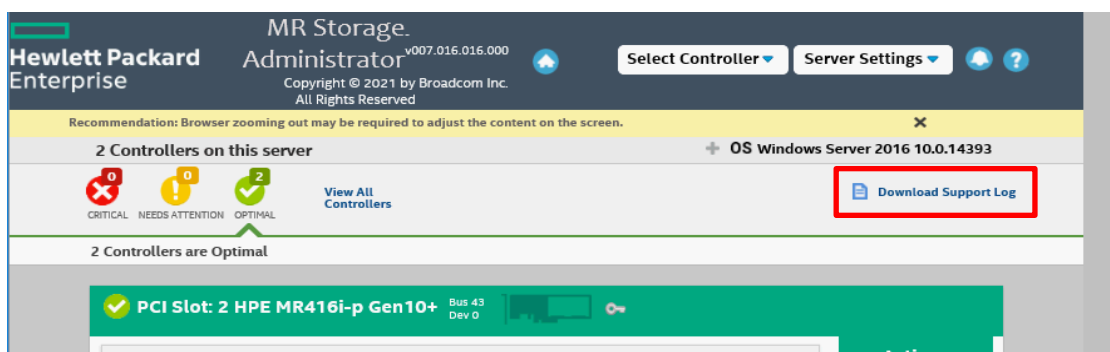 MR Storage
Hewlett Packard
Enterprise
Administrator v007.016.016.000
Copyright © 2021 by Broadcom Inc.
All Rights Reserved
Select Controller
Server Settings
?
Recommendation: Browser zooming out may be required to adjust the content on the screen.
2 Controllers on this server
OS Windows Server 2016 10.0.14393
0
0
2
CRITICAL
NEEDS ATTENTION
OPTIMAL
View All
Controllers
Download Support Log
2 Controllers are Optimal
PCI Slot: 2 HPE MR416i-p Gen10+
Bus 43
Dev 0